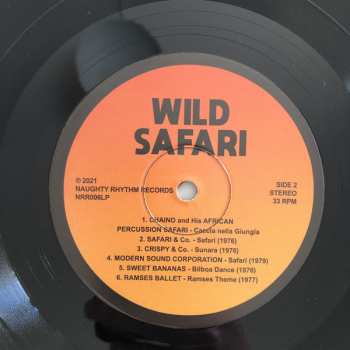 WILD
SAFARI
℗ 2021
NAUGHTY RHYTHM RECORDS
NRR006LP
SIDE 2
STEREO
33 RPM
1. CHAINO and His AFRICAN
PERCUSSION SAFARI - Caccia nella Giungla
2. SAFARI & Co. - Safari (1976)
3. CRISPY & Co. - Sunara (1976)
4. MODERN SOUND CORPORATION - Safari (1979)
5. SWEET BANANAS - Bilboa Dance (1976)
6. RAMSES BALLET - Ramses Theme (1977)